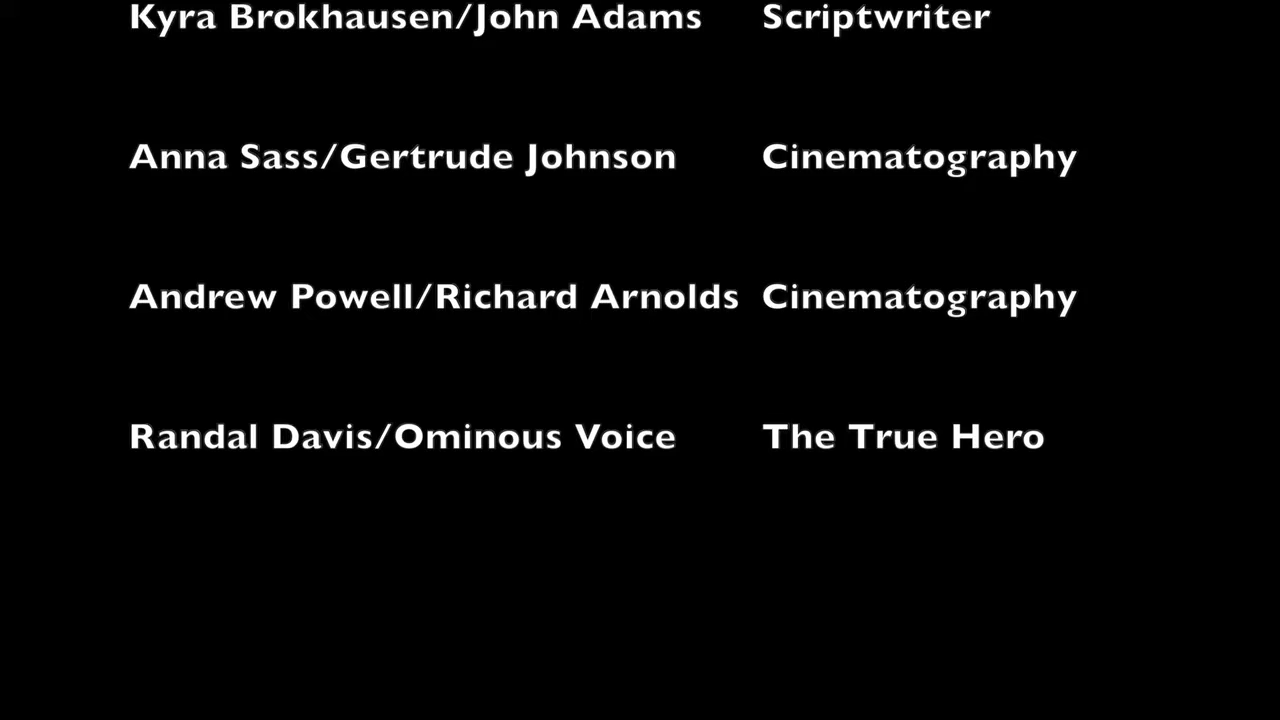 Kyra Brokhausen/John Adams Scriptwriter
Anna Sass/Gertrude Johnson Cinematography
Andrew Powell/Richard Arnolds Cinematography
Randal Davis/Ominous Voice The True Hero